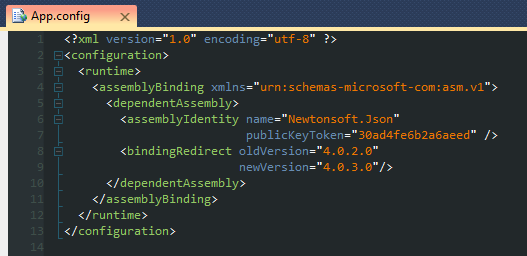 App.config
1 <?xml version="1.0" encoding="utf-8" ?>
2 <configuration>
3 <runtime>
4 <assemblyBinding xmlns="urn:schemas-microsoft-com:asm.v1">
5 <dependentAssembly>
6 <assemblyIdentity name="Newtonsoft.Json"
7 publicKeyToken="30ad4fe6b2a6aeed" />
8 <bindingRedirect oldVersion="4.0.2.0"
9 newVersion="4.0.3.0"/>
10 </dependentAssembly>
11 </assemblyBinding>
12 </runtime>
13 </configuration>
14